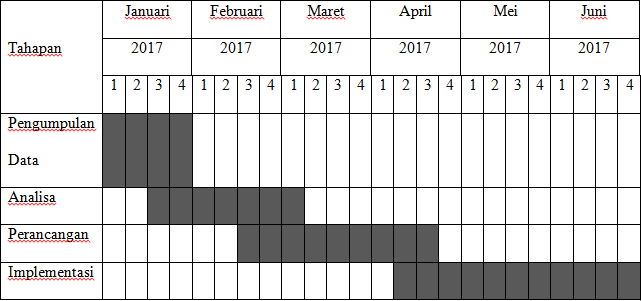 Januari Februari Maret April Mei Juni
Tahapan 2017 2017 2017 2017 2017 2017
1 2 3 4 1 2 3 4 1 2 3 4 1 2 3 4 1 2 3 4 1 2 3 4
Pengumpulan
Data
Analisa
Perancangan
Implementasi